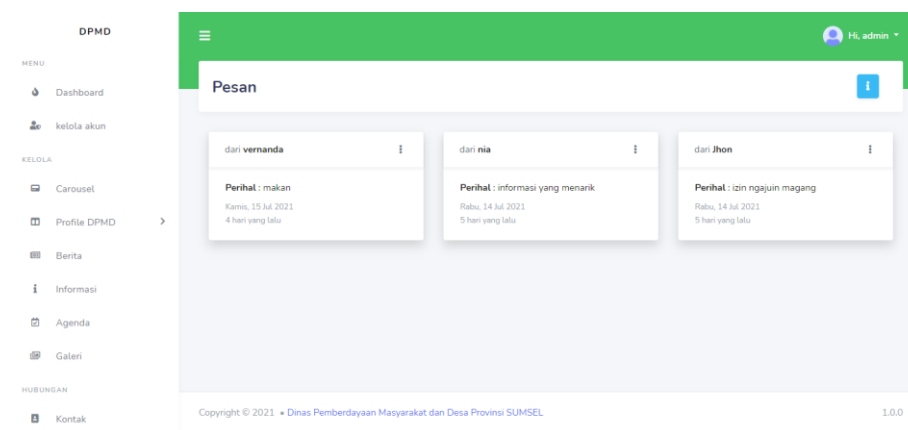 DPMD
MENU
Dashboard
kelola akun
KELOLA
Carousel
Profile DPMD
Berita
Informasi
Agenda
Galeri
HUBUNGAN
Kontak
Hi, admin
Pesan
dari vernanda
Perihal : makan
Kamis, 15 Jul 2021
4 hari yang lalu
dari nia
Perihal : informasi yang menarik
Rabu, 14 Jul 2021
5 hari yang lalu
dari Jhon
Perihal : izin ngajuin magang
Rabu, 14 Jul 2021
5 hari yang lalu
Copyright © 2021 • Dinas Pemberdayaan Masyarakat dan Desa Provinsi SUMSEL
1.0.0